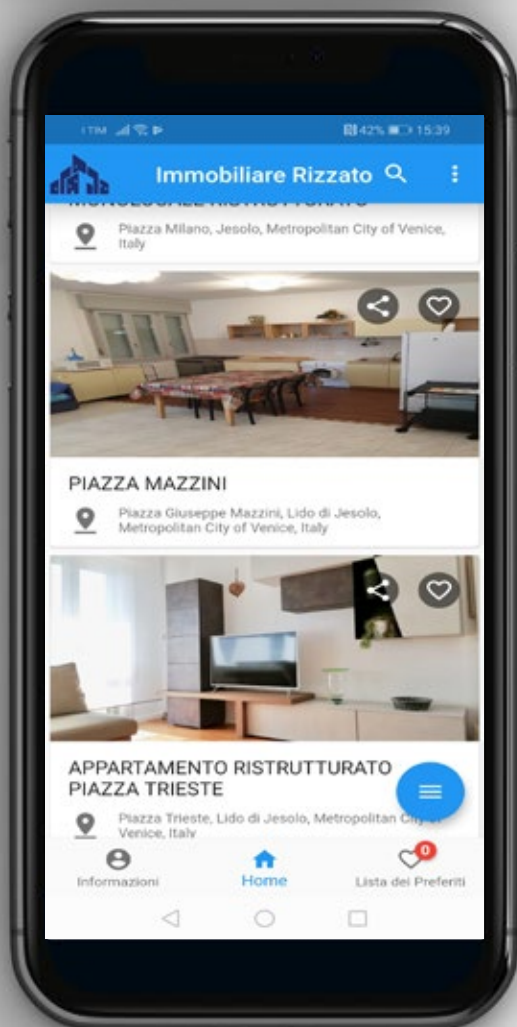 TIM
42% 15:39
Immobiliare Rizzato
MONOLOCALE RISTRUTTURATO
Piazza Milano, Jesolo, Metropolitan City of Venice,
Italy
PIAZZA MAZZINI
Piazza Giuseppe Mazzini, Lido di Jesolo,
Metropolitan City of Venice, Italy
APPARTAMENTO RISTRUTTURATO
PIAZZA TRIESTE
Piazza Trieste, Lido di Jesolo, Metropolitan City of
Venice, Italy
0
Informazioni
Home
Lista dei Preferiti